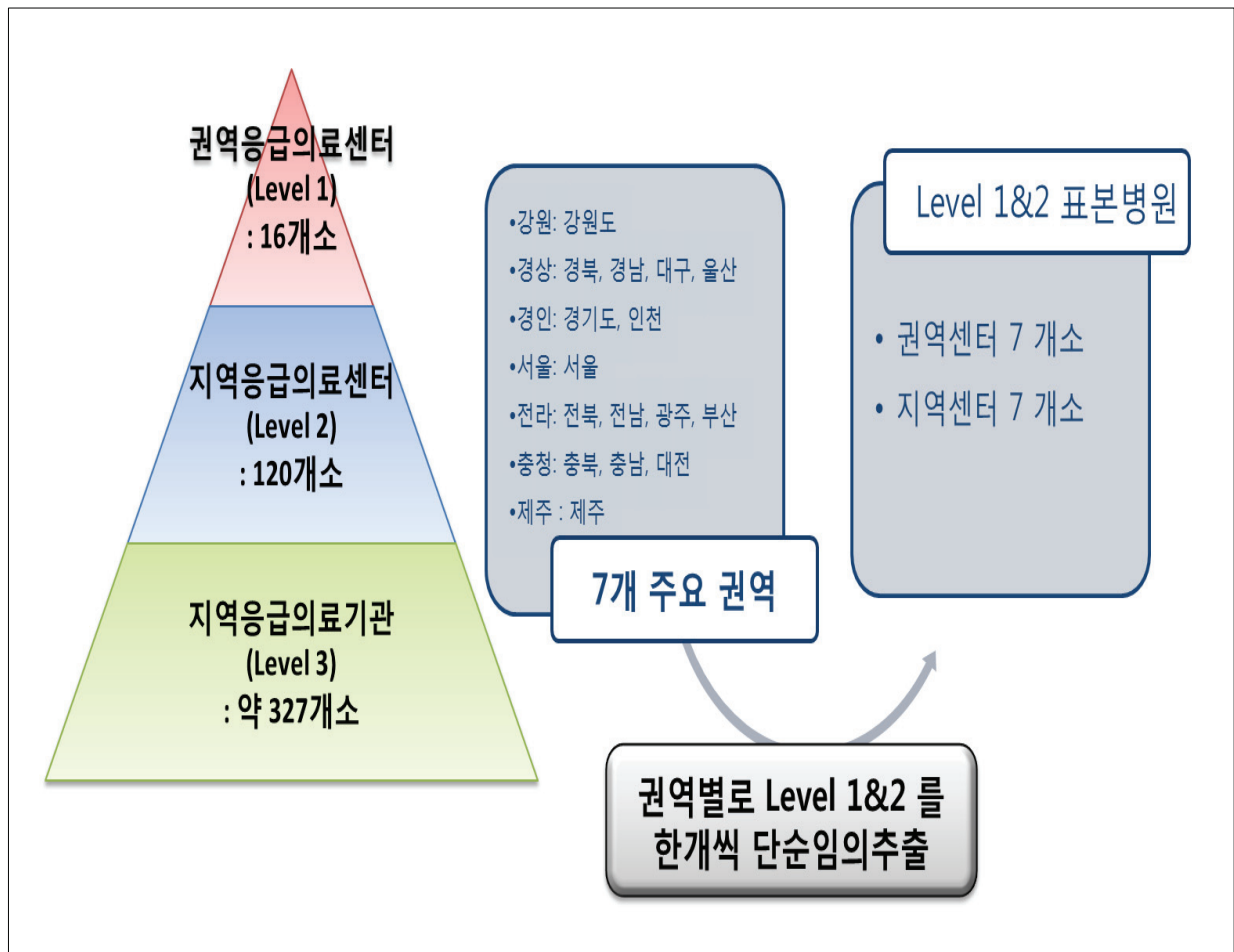 권역응급의료센터
(Level 1)
: 16개소
지역응급의료센터
(Level 2)
: 120개소
지역응급의료기관
(Level 3)
: 약 327개소
•강원: 강원도
•경상: 경북, 경남, 대구, 울산
•경인: 경기도, 인천
•서울: 서울
•전라: 전북, 전남, 광주, 부산
•충청: 충북, 충남, 대전
•제주 : 제주
7개 주요 권역
Level 1&2 표본병원
• 권역센터 7 개소
• 지역센터 7 개소
권역별로 Level 1&2 를
한개씩 단순임의추출